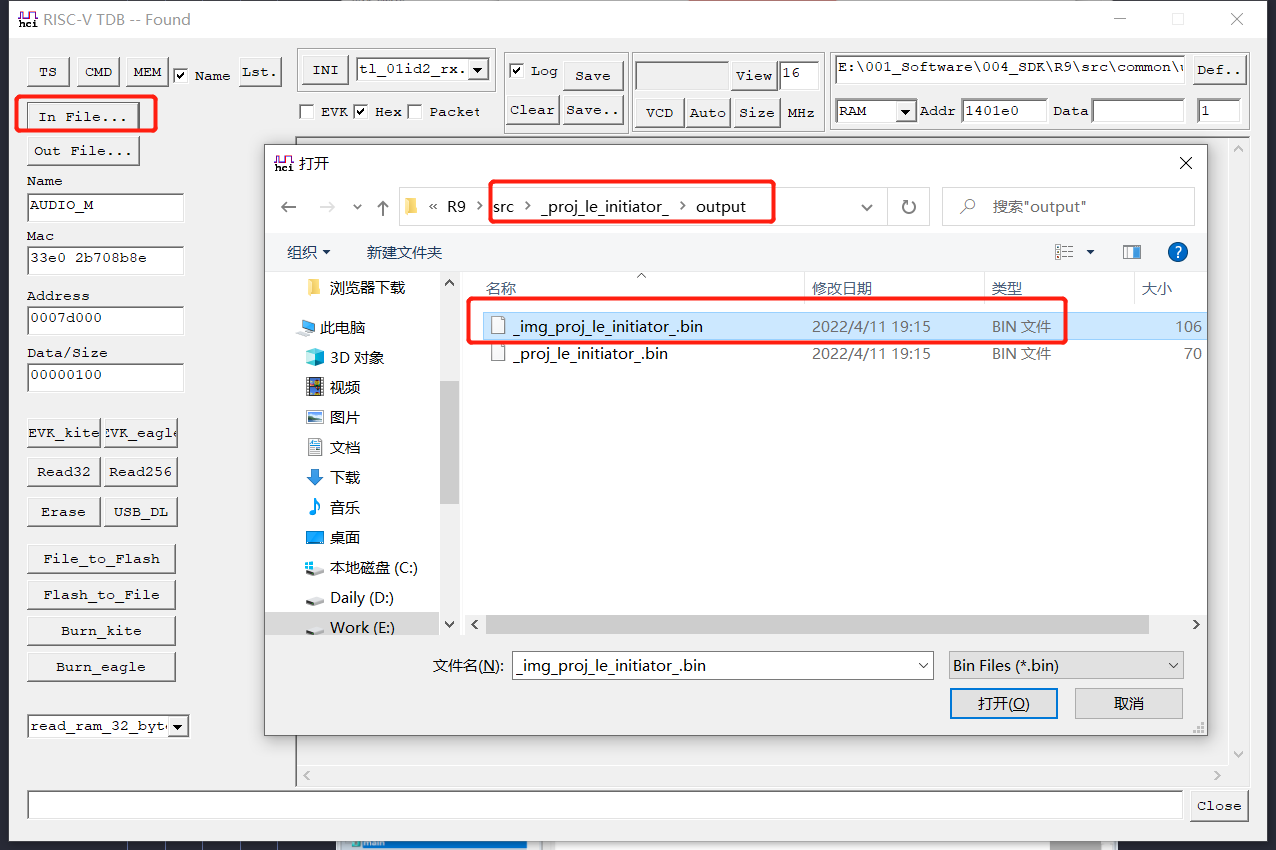 hci RISC-V TDB -- Found
TS CMD MEM Name Lst.
INI tl_01id2_rx.
Log Save
View 16
E:\001_Software\004_SDK\R9\src\common\ Def..
In File...
EVK Hex Packet
Clear Save..
VCD Auto Size MHz
RAM Addr 1401e0 Data 1
Out File...
Name
AUDIO_M
Mac
33e0 2b708b8e
Address
0007d000
Data/Size
00000100
EVK_kite EVK_eagle
Read32 Read256
Erase USB_DL
File_to_Flash
Flash_to_File
Burn_kite
Burn_eagle
read_ram_32_byt
hci 打开
« R9 src _proj_le_initiator_ output
搜索"output"
组织 新建文件夹
?
浏览器下载
此电脑
3D 对象
视频
图片
文档
下载
音乐
桌面
本地磁盘 (C:)
Daily (D:)
Work (E:)
名称 修改日期 类型 大小
_img_proj_le_initiator_.bin 2022/4/11 19:15 BIN 文件 106
_proj_le_initiator_.bin 2022/4/11 19:15 BIN 文件 70
文件名(N): _img_proj_le_initiator_.bin Bin Files (*.bin)
打开(O) 取消
Close
main